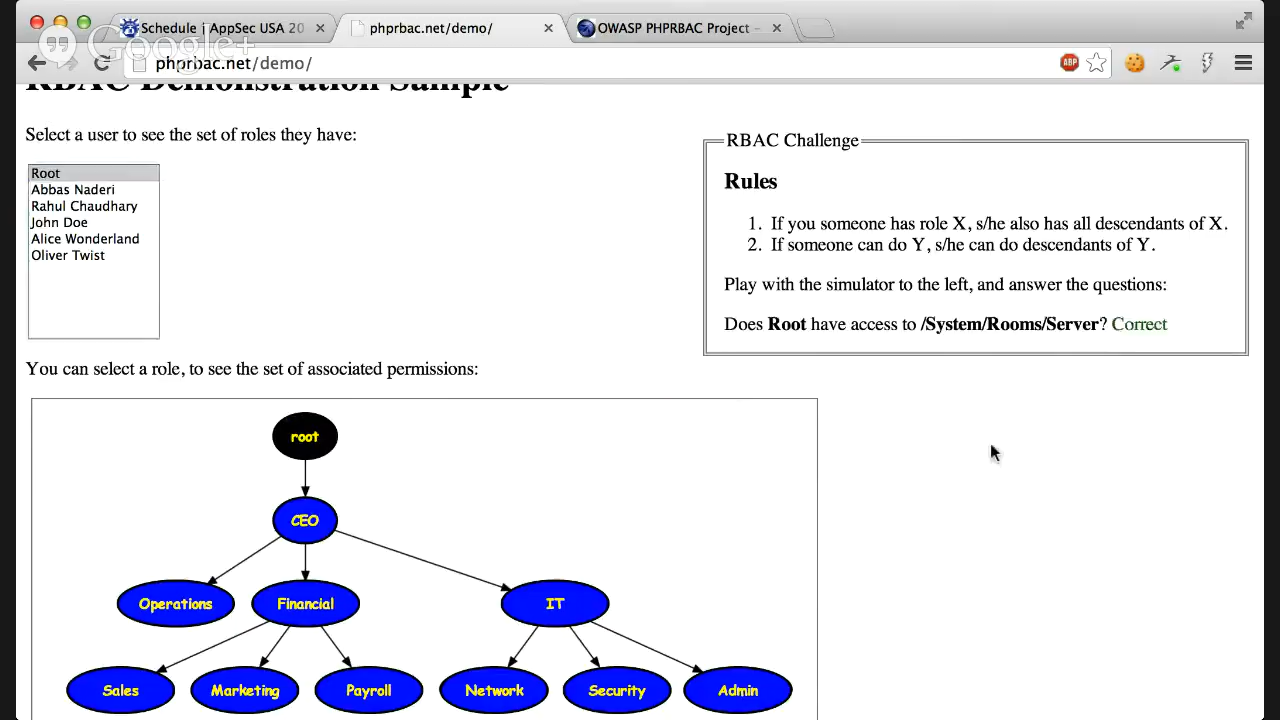 Schedule | AppSec USA 20
phprbac.net/demo/
OWASP PHPRBAC Project –
Google+
phprbac.net/demo/
ABP
RBAC Demonstration Sample
Select a user to see the set of roles they have:
Root
Abbas Naderi
Rahul Chaudhary
John Doe
Alice Wonderland
Oliver Twist
RBAC Challenge
Rules
1. If you someone has role X, s/he also has all descendants of X.
2. If someone can do Y, s/he can do descendants of Y.
Play with the simulator to the left, and answer the questions:
Does Root have access to /System/Rooms/Server? Correct
You can select a role, to see the set of associated permissions:
root
CEO
Operations Financial IT
Sales Marketing Payroll Network Security Admin